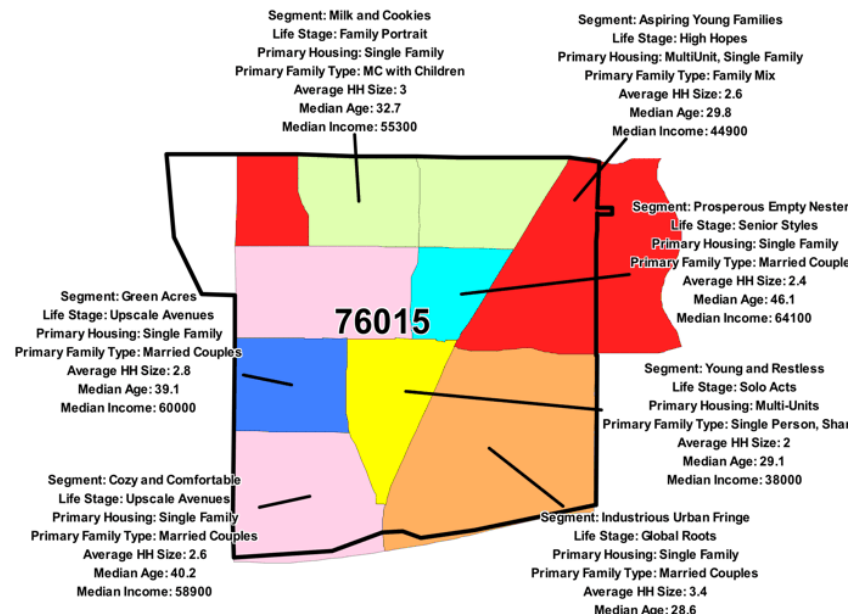 Segment: Milk and Cookies
Life Stage: Family Portrait
Primary Housing: Single Family
Primary Family Type: MC with Children
Average HH Size: 3
Median Age: 32.7
Median Income: 55300
Segment: Aspiring Young Families
Life Stage: High Hopes
Primary Housing: MultiUnit, Single Family
Primary Family Type: Family Mix
Average HH Size: 2.6
Median Age: 29.8
Median Income: 44900
Segment: Prosperous Empty Nester
Life Stage: Senior Styles
Primary Housing: Single Family
Primary Family Type: Married Couple
Average HH Size: 2.4
Median Age: 46.1
Median Income: 64100
76015
Segment: Green Acres
Life Stage: Upscale Avenues
Primary Housing: Single Family
Primary Family Type: Married Couples
Average HH Size: 2.8
Median Age: 39.1
Median Income: 60000
Segment: Young and Restless
Life Stage: Solo Acts
Primary Housing: Multi-Units
Primary Family Type: Single Person, Shar
Average HH Size: 2
Median Age: 29.1
Median Income: 38000
Segment: Cozy and Comfortable
Life Stage: Upscale Avenues
Primary Housing: Single Family
Primary Family Type: Married Couples
Average HH Size: 2.6
Median Age: 40.2
Median Income: 58900
Segment: Industrious Urban Fringe
Life Stage: Global Roots
Primary Housing: Single Family
Primary Family Type: Married Couples
Average HH Size: 3.4
Median Age: 28.6